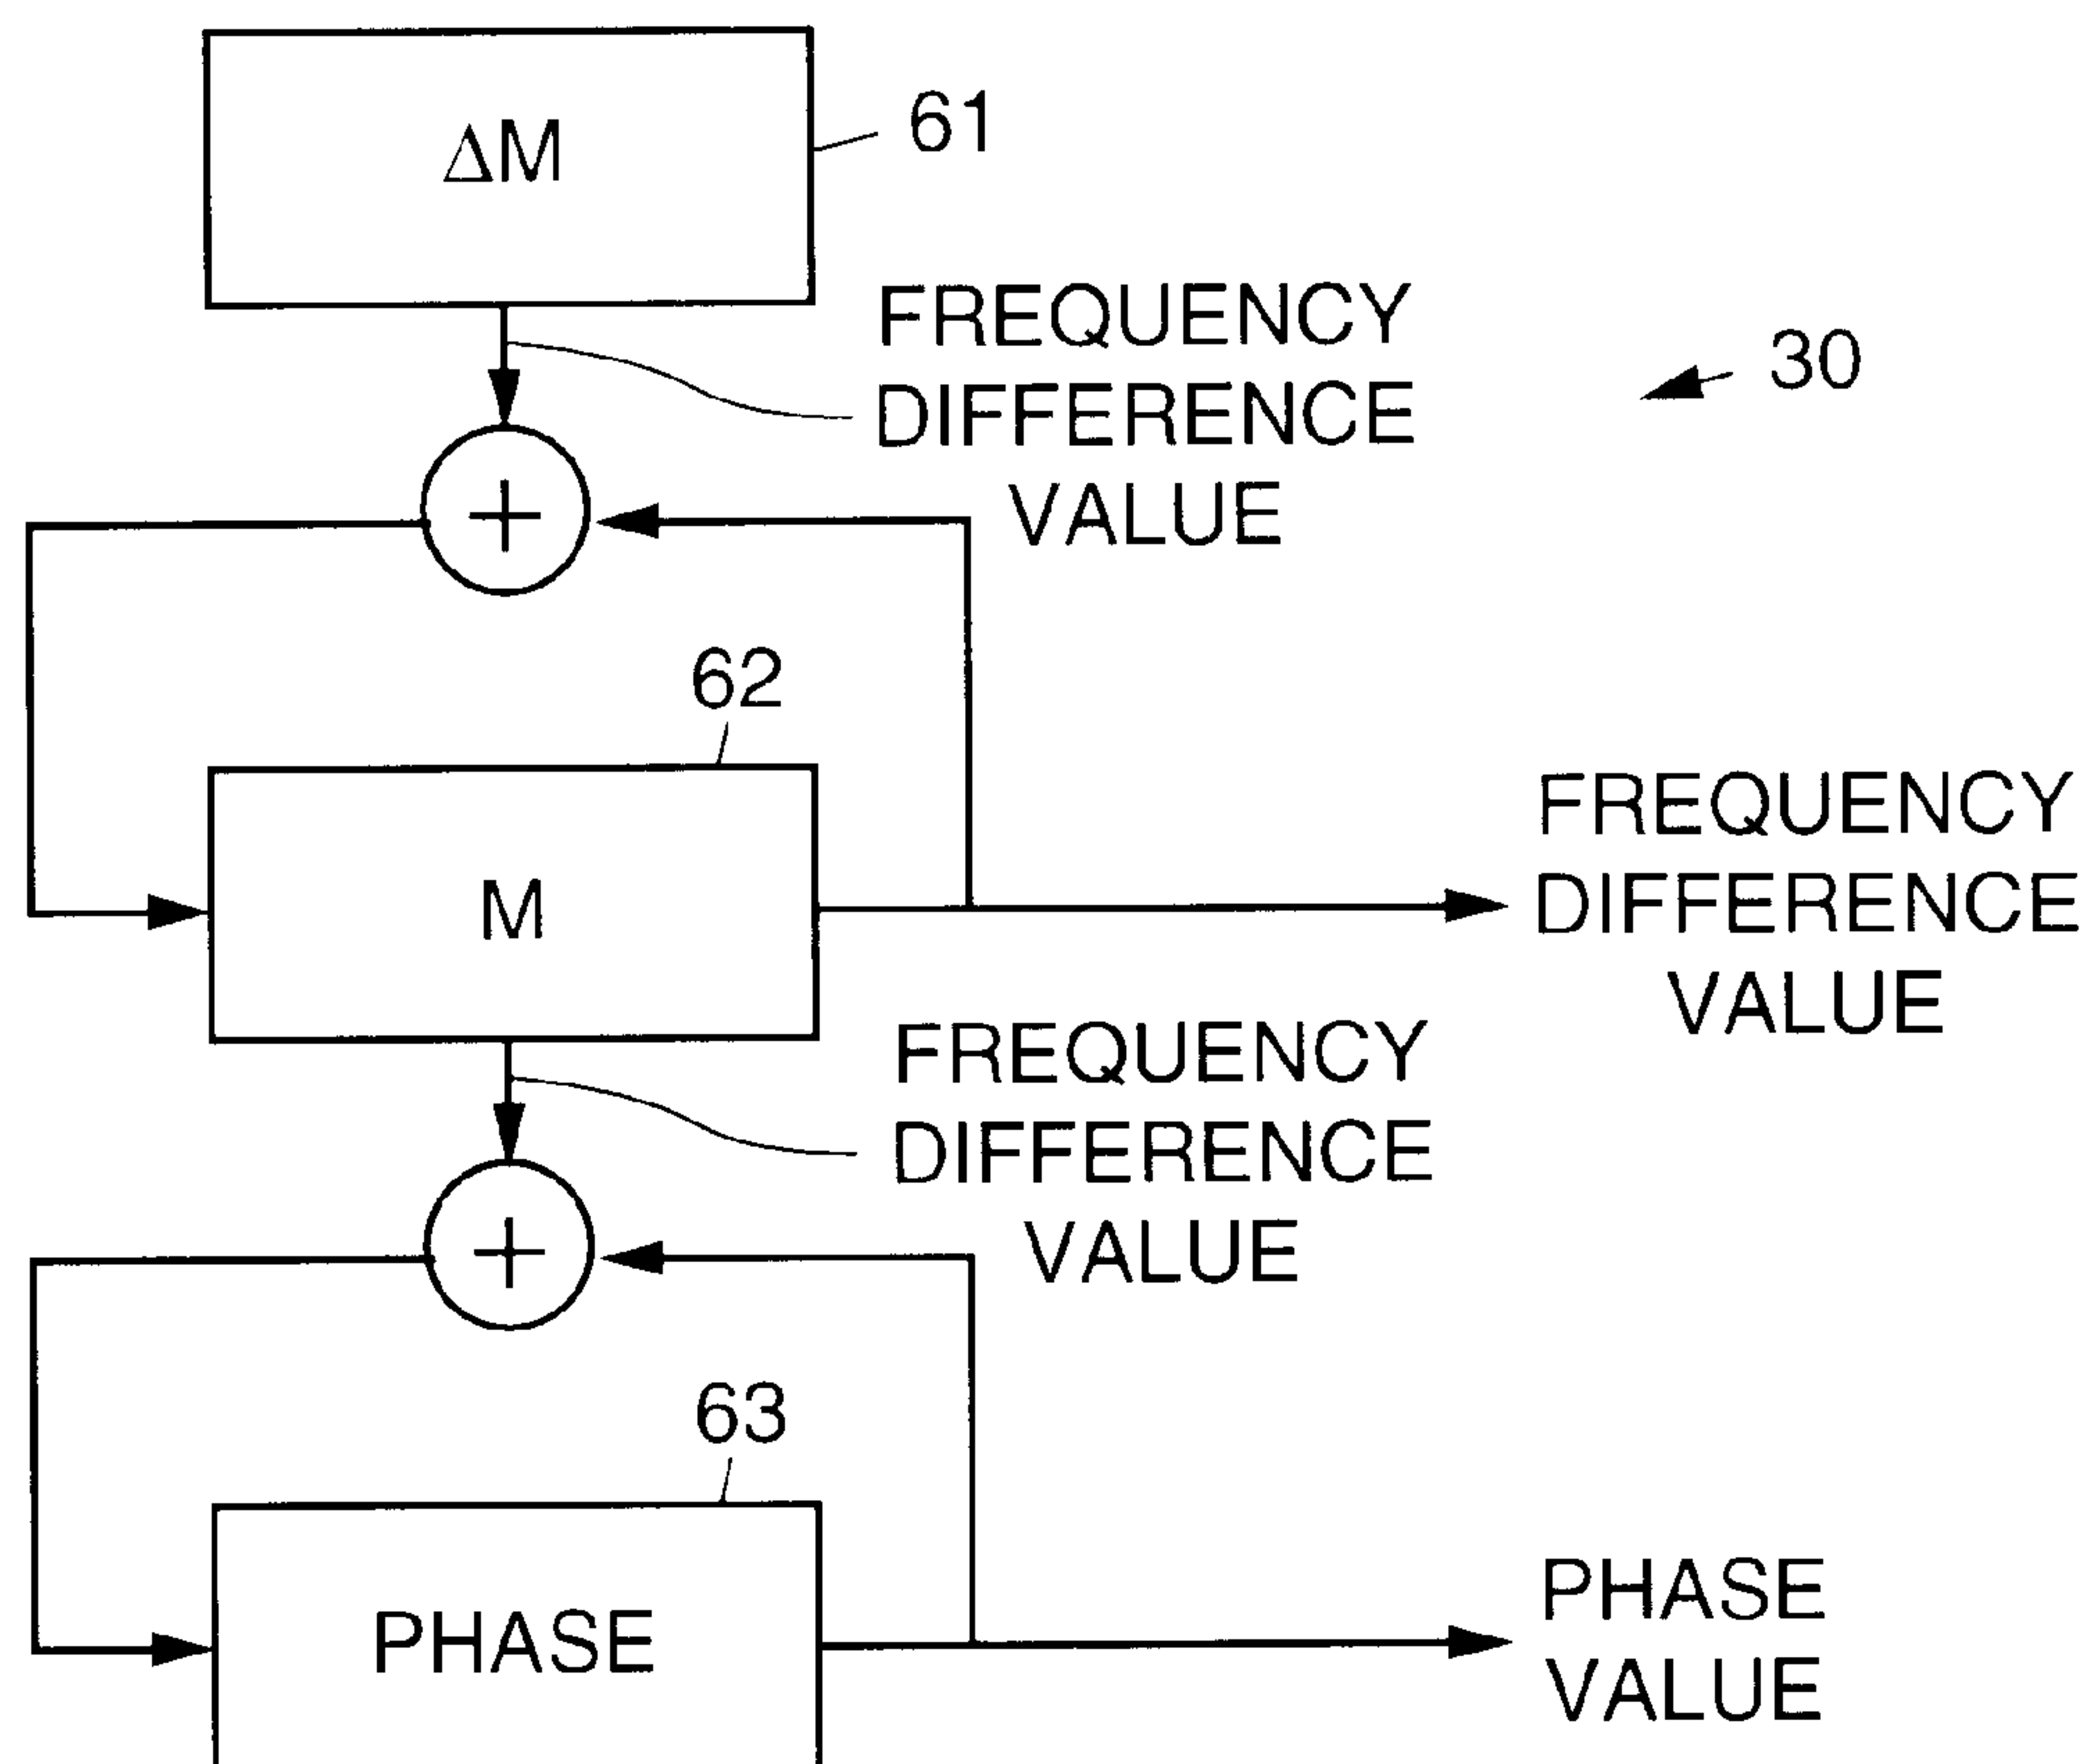 ΔM
61
FREQUENCY
DIFFERENCE
VALUE
30
+
62
M
FREQUENCY
DIFFERENCE
VALUE
FREQUENCY
DIFFERENCE
VALUE
+
63
PHASE
PHASE
VALUE